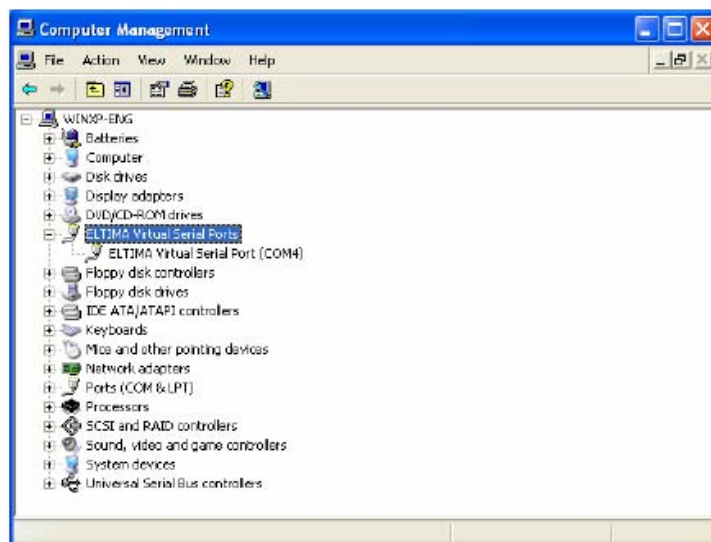 Computer Management
File Action View Window Help
WINXP-ENG
Batteries
Computer
Disk drives
Display adapters
DVD/CD-ROM drives
ELTIMA Virtual Serial Ports
ELTIMA Virtual Serial Port (COM4)
Floppy disk controllers
Floppy disk drives
IDE ATA/ATAPI controllers
Keyboards
Mice and other pointing devices
Network adapters
Ports (COM & LPT)
Processors
SCSI and RAID controllers
Sound, video and game controllers
System devices
Universal Serial Bus controllers